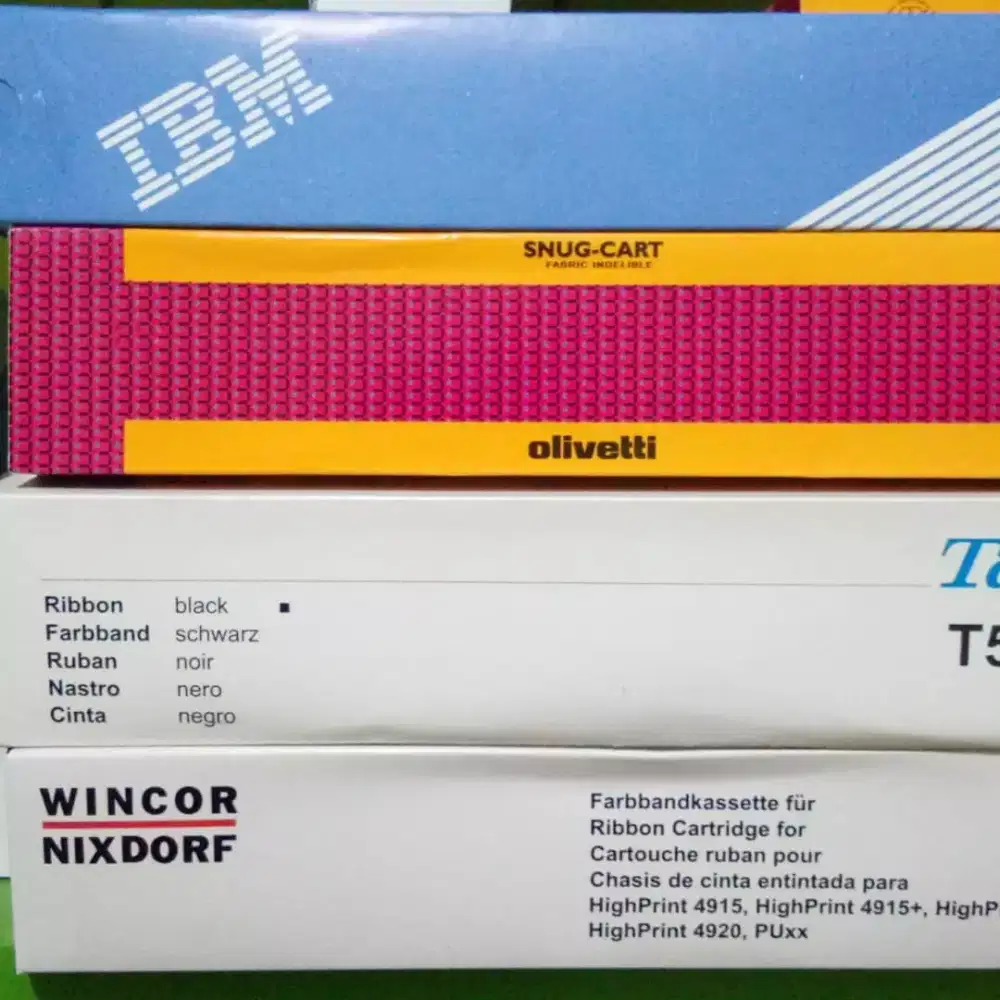 IBM
SNUG-CART
FABRIC INDELIBLE
olivetti
Ribbon black
Farbband schwarz
Ruban noir
Nastro nero
Cinta negro
T5
WINCOR
NIXDORF
Farbbandkassette für
Ribbon Cartridge for
Cartouche ruban pour
Chasis de cinta entintada para
HighPrint 4915, HighPrint 4915+, HighP
HighPrint 4920, PUxx